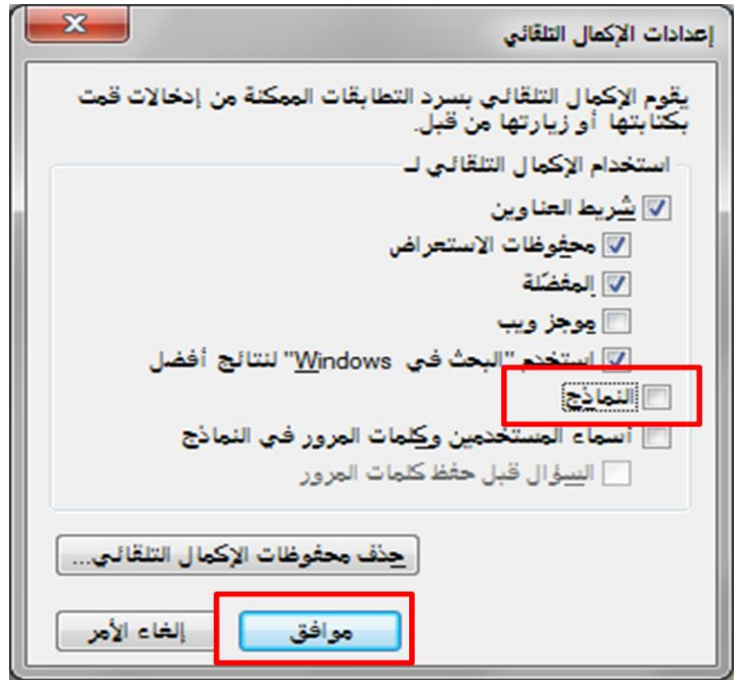 إعدادات الإكمال التلقائي
يقوم الإكمال التلقائي بسرد التطابقات الممكنة من إدخالات قمت
بكتابتها أو زيارتها من قبل.
استخدام الإكمال التلقائي لـ
شريط العناوين
محفوظات الاستعراض
المفضّلة
موجز ويب
استخدم "البحث في Windows" لنتائج أفضل
النماذج
أسماء المستخدمين وكلمات المرور في النماذج
السؤال قبل حفظ كلمات المرور
حذف محفوظات الإكمال التلقائي...
موافق
إلغاء الأمر